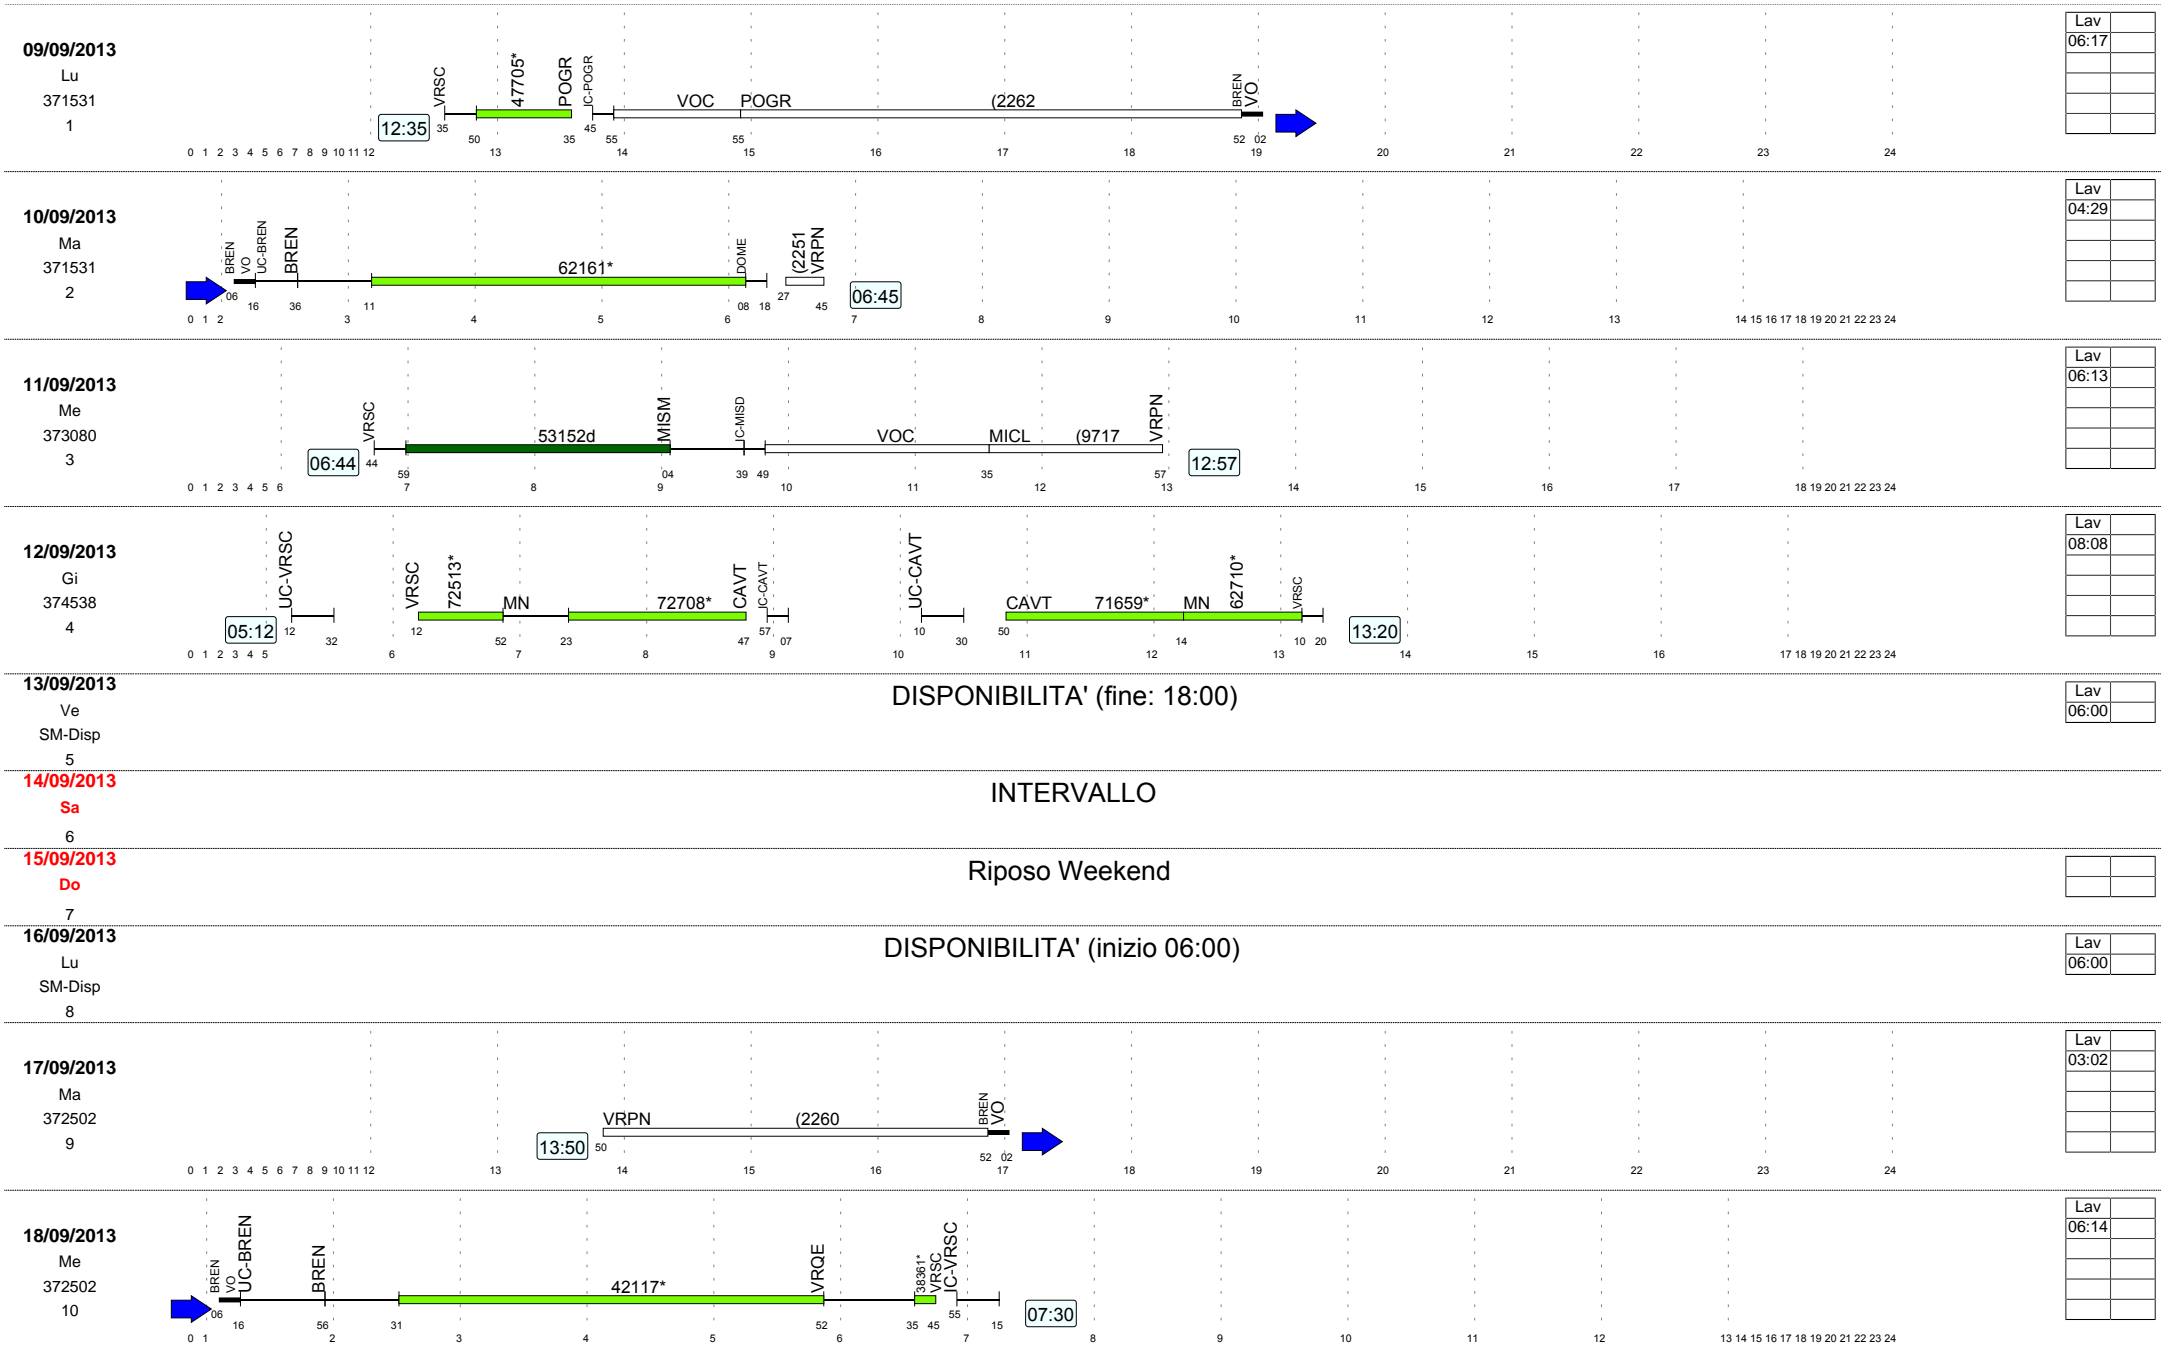 09/09/2013
Lu
371531
1
12:35
VRSC
47705*
POGR
IC-POGR
VOC
POGR
(2262
BREN
VO
35
50
35
45
55
55
52
02
0 1 2 3 4 5 6 7 8 9 10 11 12 13 14 15 16 17 18 19 20 21 22 23 24
Lav
06:17
10/09/2013
Ma
371531
2
BREN
VO
UC-BREN
BREN
62161*
DOME
(2251
VRPN
06:45
06
16
36
11
08
18
27
45
0 1 2 3 4 5 6 7 8 9 10 11 12 13 14 15 16 17 18 19 20 21 22 23 24
Lav
04:29
11/09/2013
Me
373080
3
06:44
VRSC
53152d
MISM
IC-MISD
VOC
MICL
(9717
VRPN
12:57
44
59
04
39
49
35
57
0 1 2 3 4 5 6 7 8 9 10 11 12 13 14 15 16 17 18 19 20 21 22 23 24
Lav
06:13
12/09/2013
Gi
374538
4
05:12
UC-VRSC
VRSC
72513*
MN
72708*
CAVT
IC-CAVT
UC-CAVT
CAVT
71659*
MN
62710*
VRSC
13:20
12
32
12
52
23
47
57
07
10
30
50
14
10
20
0 1 2 3 4 5 6 7 8 9 10 11 12 13 14 15 16 17 18 19 20 21 22 23 24
Lav
08:08
13/09/2013
Ve
SM-Disp
5
DISPONIBILITA' (fine: 18:00)
Lav
06:00
14/09/2013
Sa
6
INTERVALLO
15/09/2013
Do
7
Riposo Weekend
16/09/2013
Lu
SM-Disp
8
DISPONIBILITA' (inizio 06:00)
Lav
06:00
17/09/2013
Ma
372502
9
13:50
VRPN
(2260
BREN
VO
50
52
02
0 1 2 3 4 5 6 7 8 9 10 11 12 13 14 15 16 17 18 19 20 21 22 23 24
Lav
03:02
18/09/2013
Me
372502
10
BREN
VO
UC-BREN
BREN
42117*
VRQE
38361*
VRSC
IC-VRSC
07:30
06
16
56
31
52
35
45
55
15
0 1 2 3 4 5 6 7 8 9 10 11 12 13 14 15 16 17 18 19 20 21 22 23 24
Lav
06:14